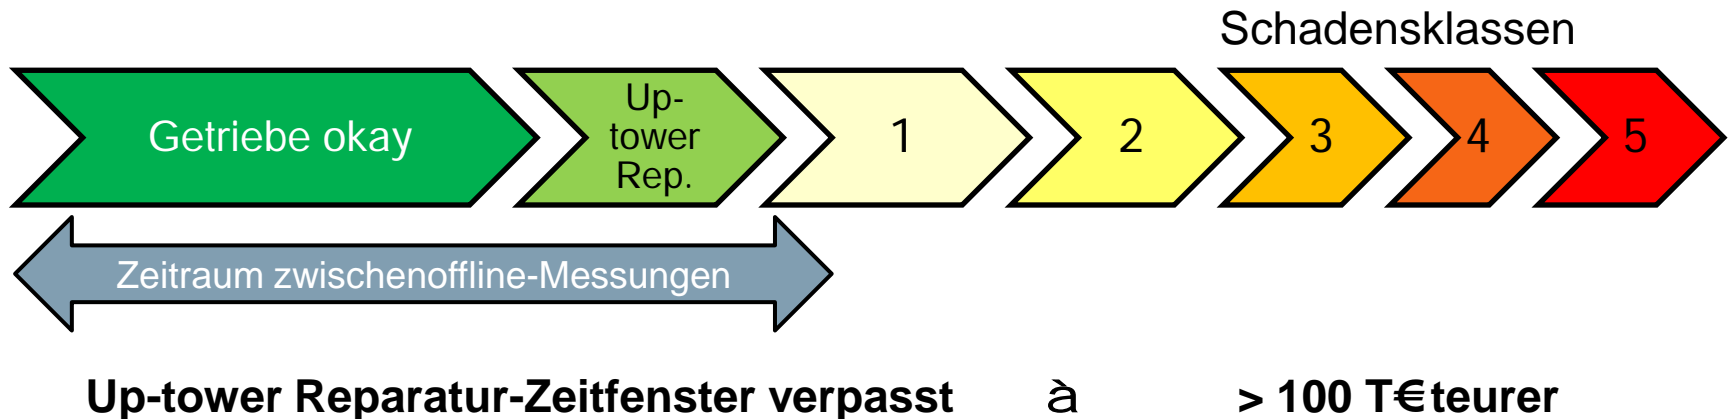 Schadensklassen
Getriebe okay
Up-
tower
Rep.
1
2
3
4
5
Zeitraum zwischenoffline-Messungen
Up-tower Reparatur-Zeitfenster verpasst à > 100 T€ teurer